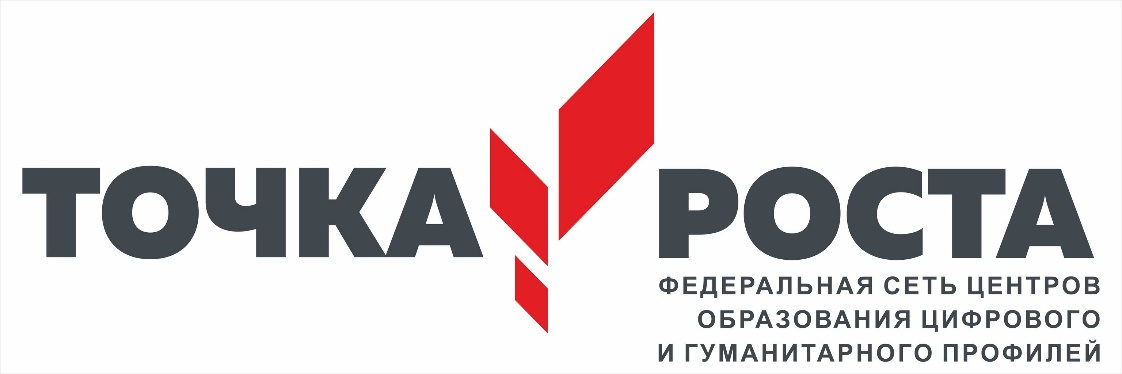 ТОЧКА РОСТА
ФЕДЕРАЛЬНАЯ СЕТЬ ЦЕНТРОВ
ОБРАЗОВАНИЯ ЦИФРОВОГО
И ГУМАНИТАРНОГО ПРОФИЛЕЙ